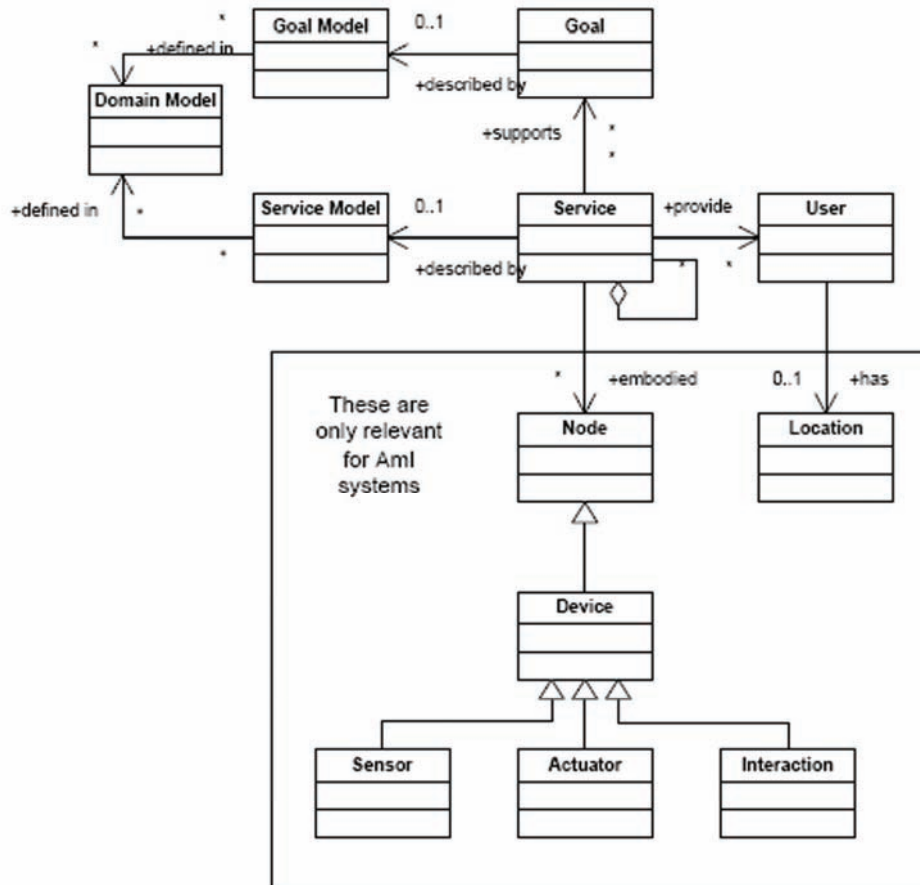 Goal Model
0..1
Goal
*
*
+defined in
+described by
Domain Model
+supports
*
*
+defined in
*
*
Service Model
0..1
Service
+provide
User
+described by
*
*
*
+embodied
0..1
+has
These are
only relevant
for AmI
systems
Node
Location
Device
Sensor
Actuator
Interaction